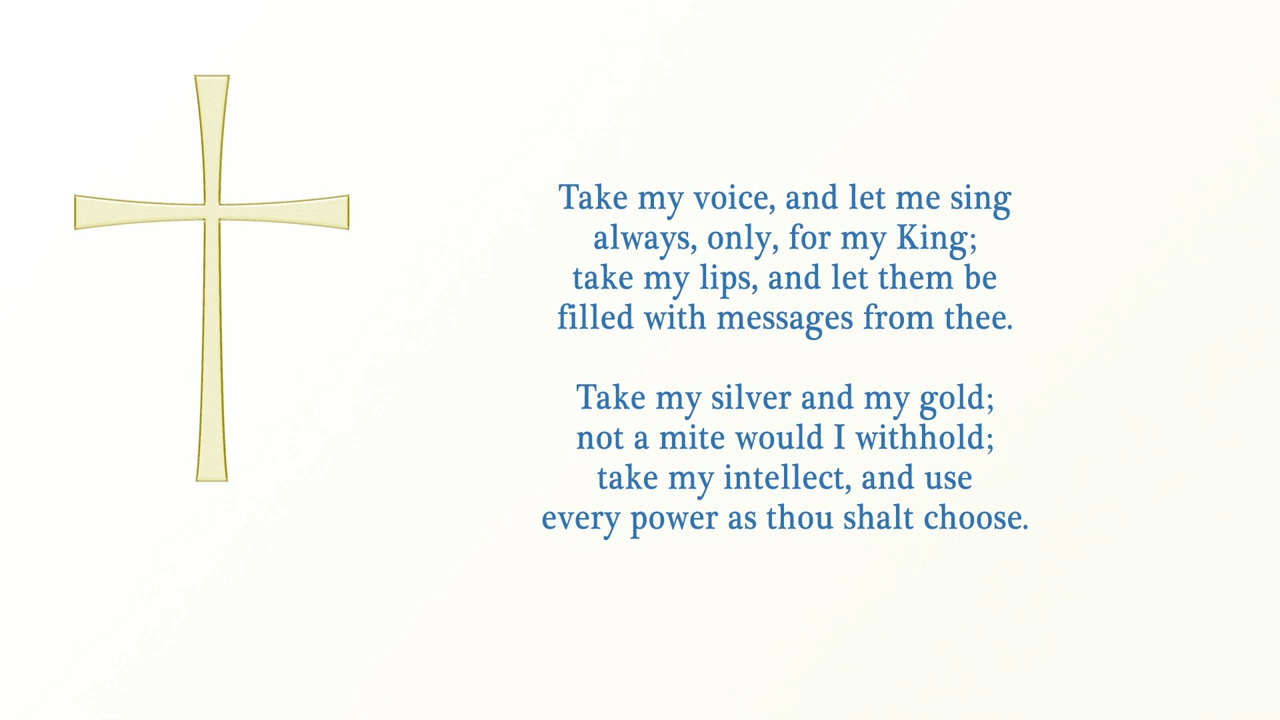 Take my voice, and let me sing
always, only, for my King;
take my lips, and let them be
filled with messages from thee.
Take my silver and my gold;
not a mite would I withhold;
take my intellect, and use
every power as thou shalt choose.